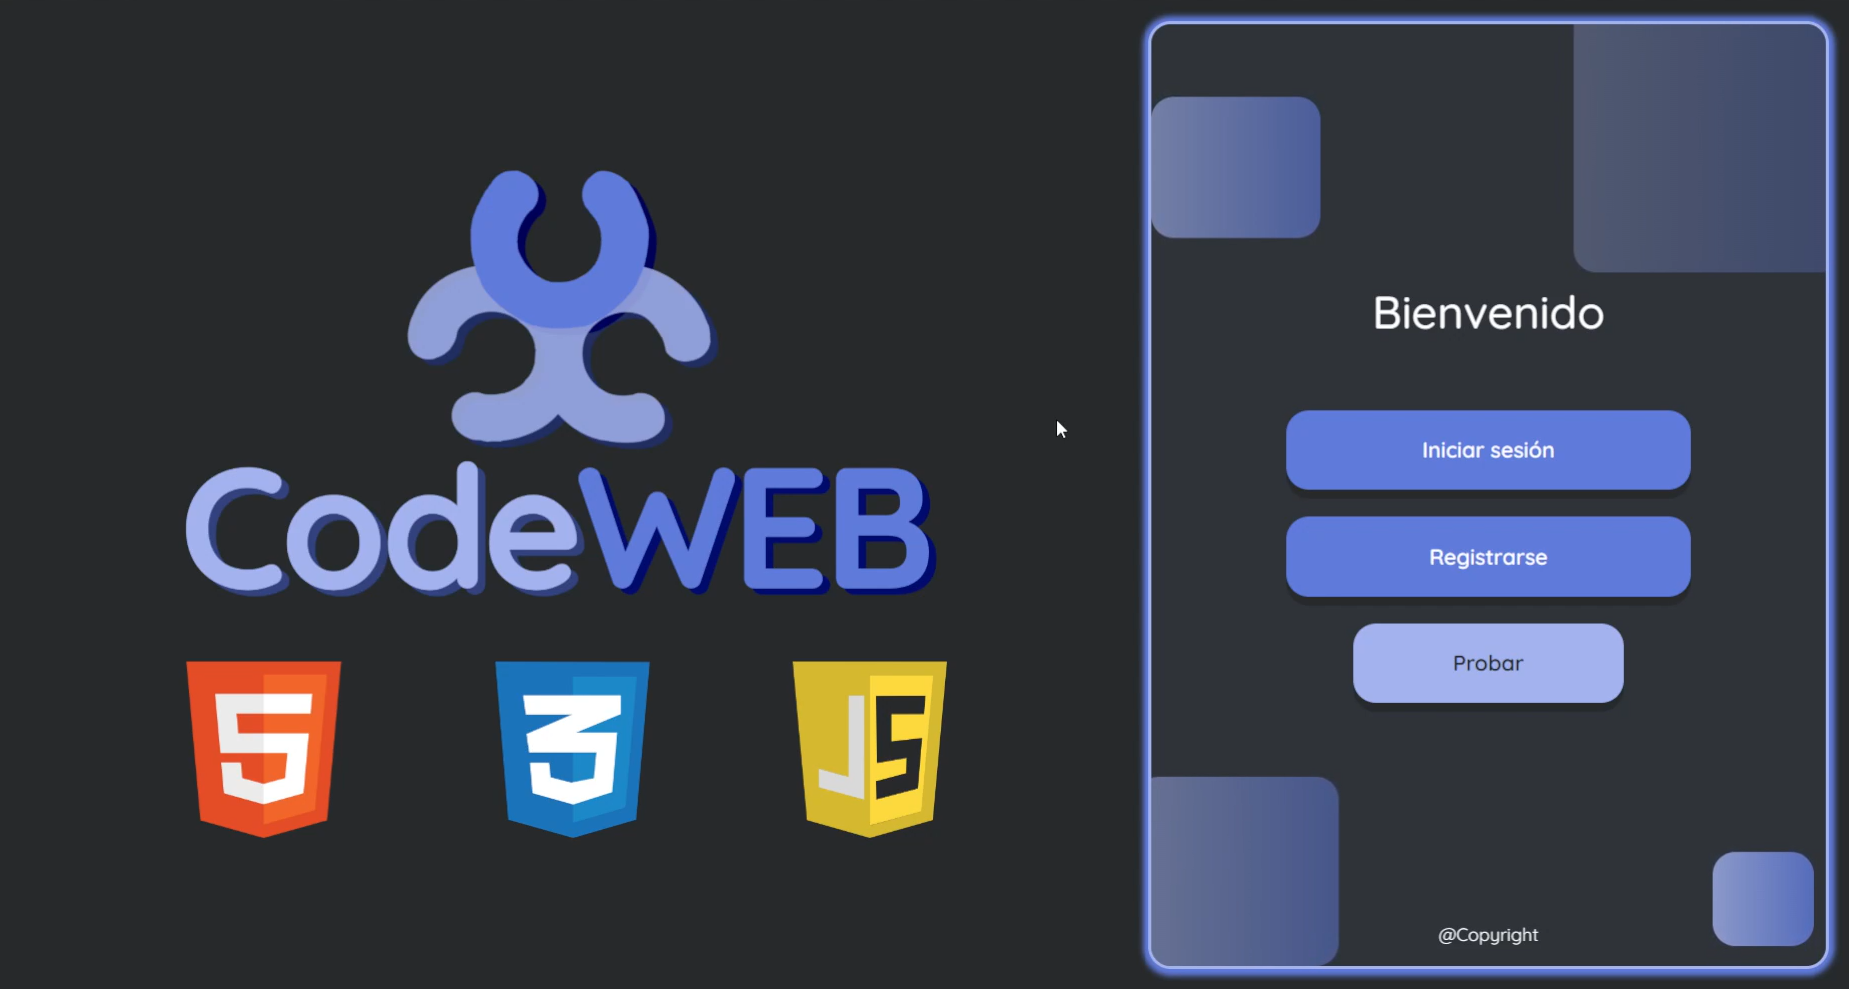 CodeWEB
5
3
JS
Bienvenido
Iniciar sesión
Registrarse
Probar
@Copyright